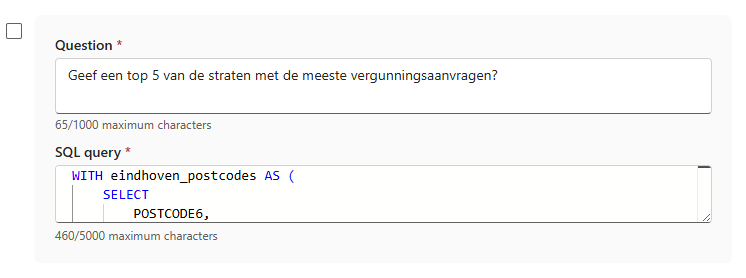 Question *
Geef een top 5 van de straten met de meeste vergunningsaanvragen?
65/1000 maximum characters
SQL query *
WITH eindhoven_postcodes AS (
SELECT
POSTCODE6,
460/5000 maximum characters